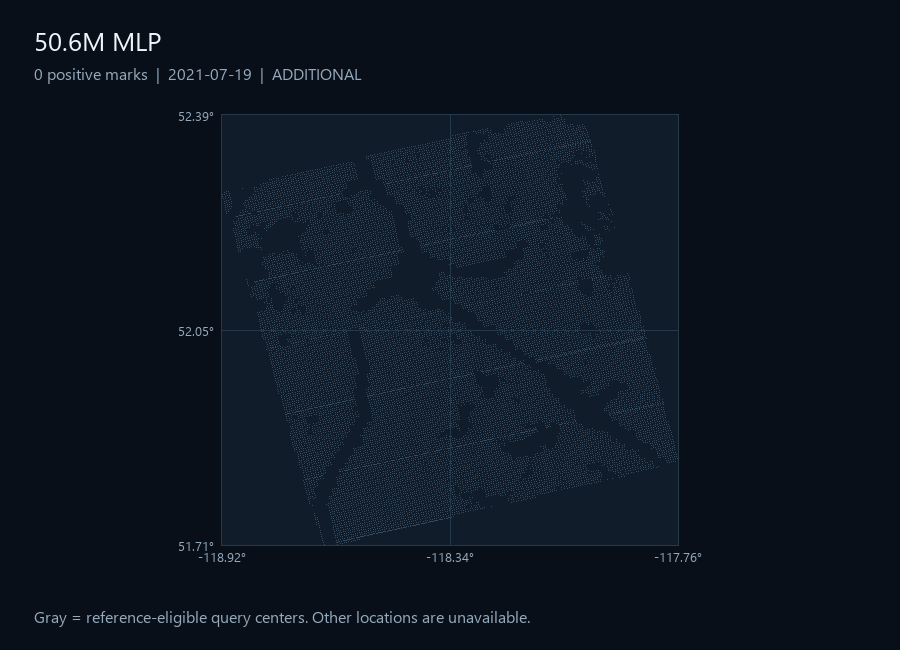 50.6M MLP
0 positive marks | 2021-07-19 | ADDITIONAL
52.39°
52.05°
51.71°
-118.92°
-118.34°
-117.76°
Gray = reference-eligible query centers. Other locations are unavailable.